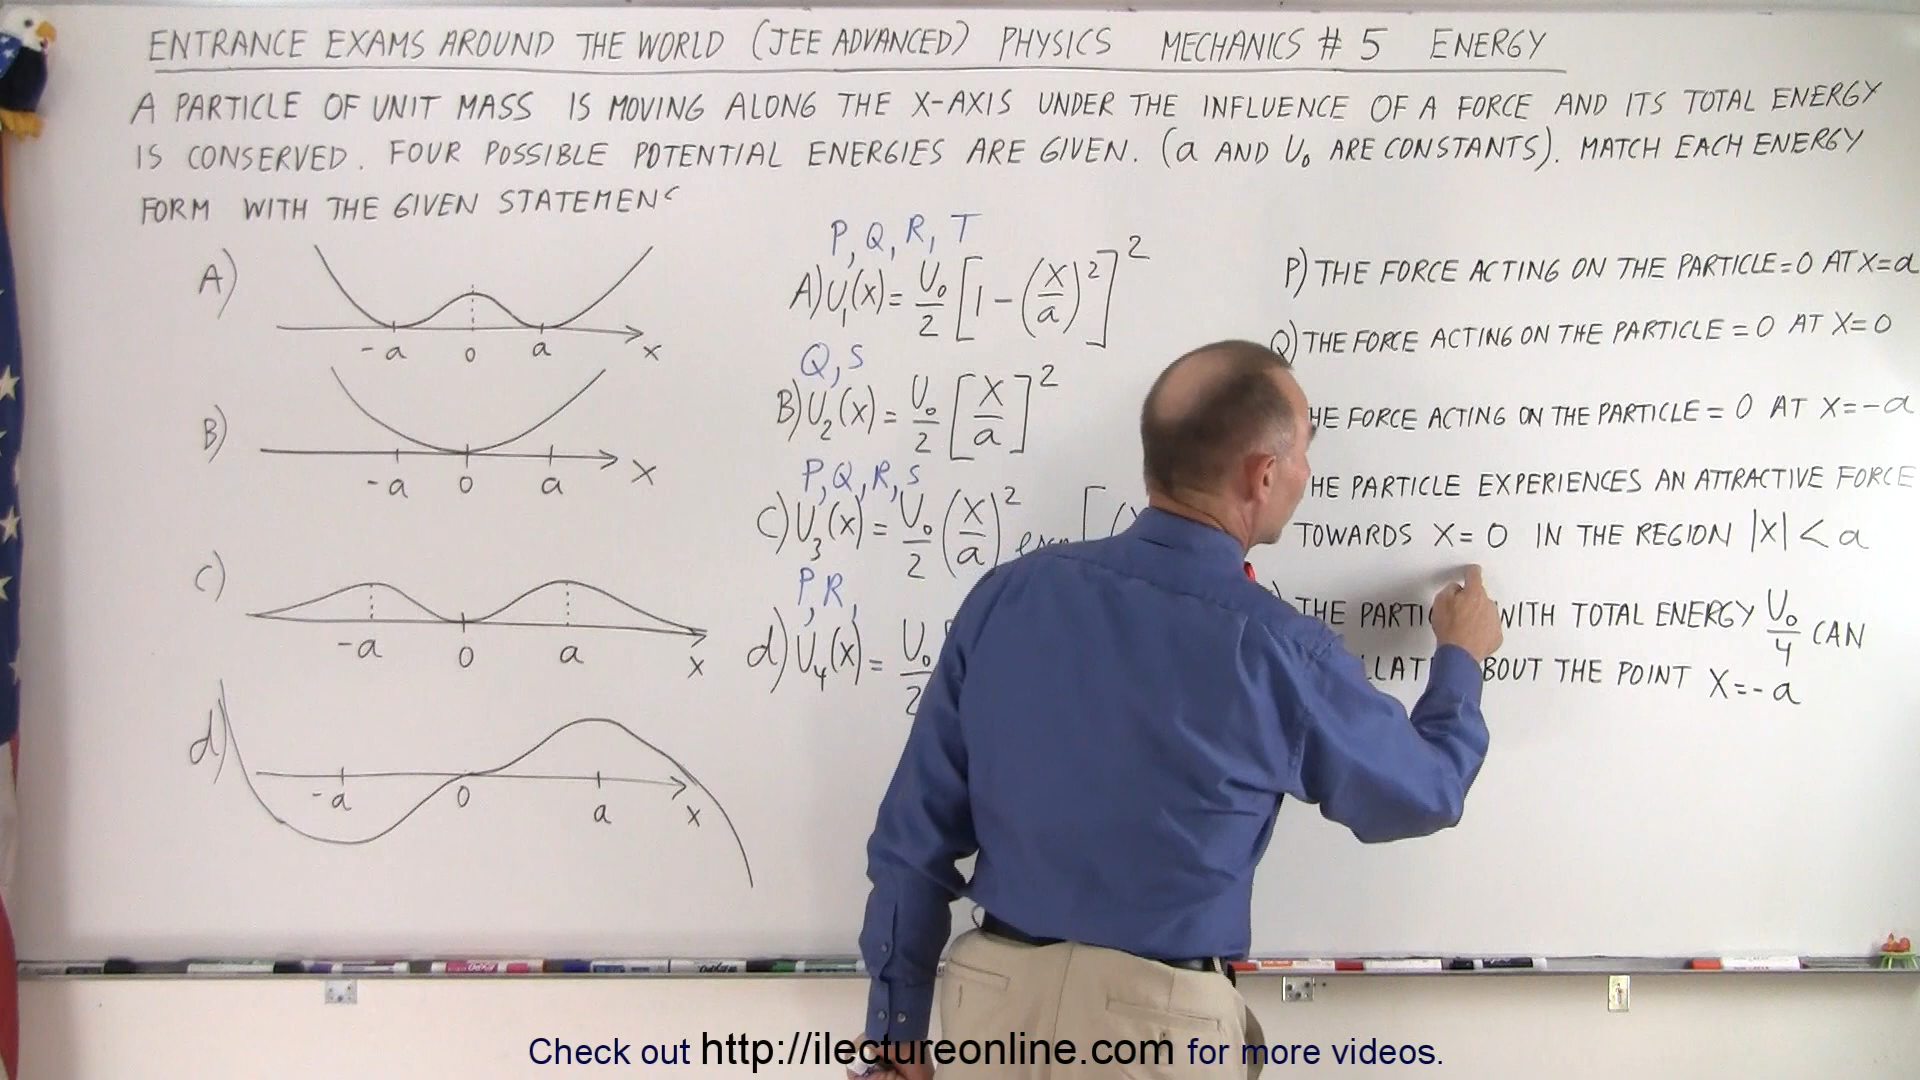 ENTRANCE EXAMS AROUND THE WORLD (JEE ADVANCED) PHYSICS MECHANICS # 5 ENERGY
A PARTICLE OF UNIT MASS IS MOVING ALONG THE X-AXIS UNDER THE INFLUENCE OF A FORCE AND ITS TOTAL ENERGY
IS CONSERVED. FOUR POSSIBLE POTENTIAL ENERGIES ARE GIVEN. (a AND U₀ ARE CONSTANTS). MATCH EACH ENERGY
FORM WITH THE GIVEN STATEMEN
A)
-a 0 a x
B)
-a 0 a x
c)
-a 0 a x
d)
-a 0 a x
P, Q, R, T
A) U₁(x) = U₀/2 [1 - (x/a)²]²
Q, S
B) U₂(x) = U₀/2 [x/a]²
P, Q, R, S
c) U₃(x) = U₀/2 (x/a)²
P, R,
d) U₄(x) = U₀/2
P) THE FORCE ACTING ON THE PARTICLE = 0 AT X = a
Q) THE FORCE ACTING ON THE PARTICLE = 0 AT X = 0
HE FORCE ACTING ON THE PARTICLE = 0 AT X = -a
HE PARTICLE EXPERIENCES AN ATTRACTIVE FORCE
TOWARDS X = 0 IN THE REGION |X| < a
THE PARTIC WITH TOTAL ENERGY U₀/4 CAN
LLAT BOUT THE POINT X = -a
Check out http://ilectureonline.com for more videos.